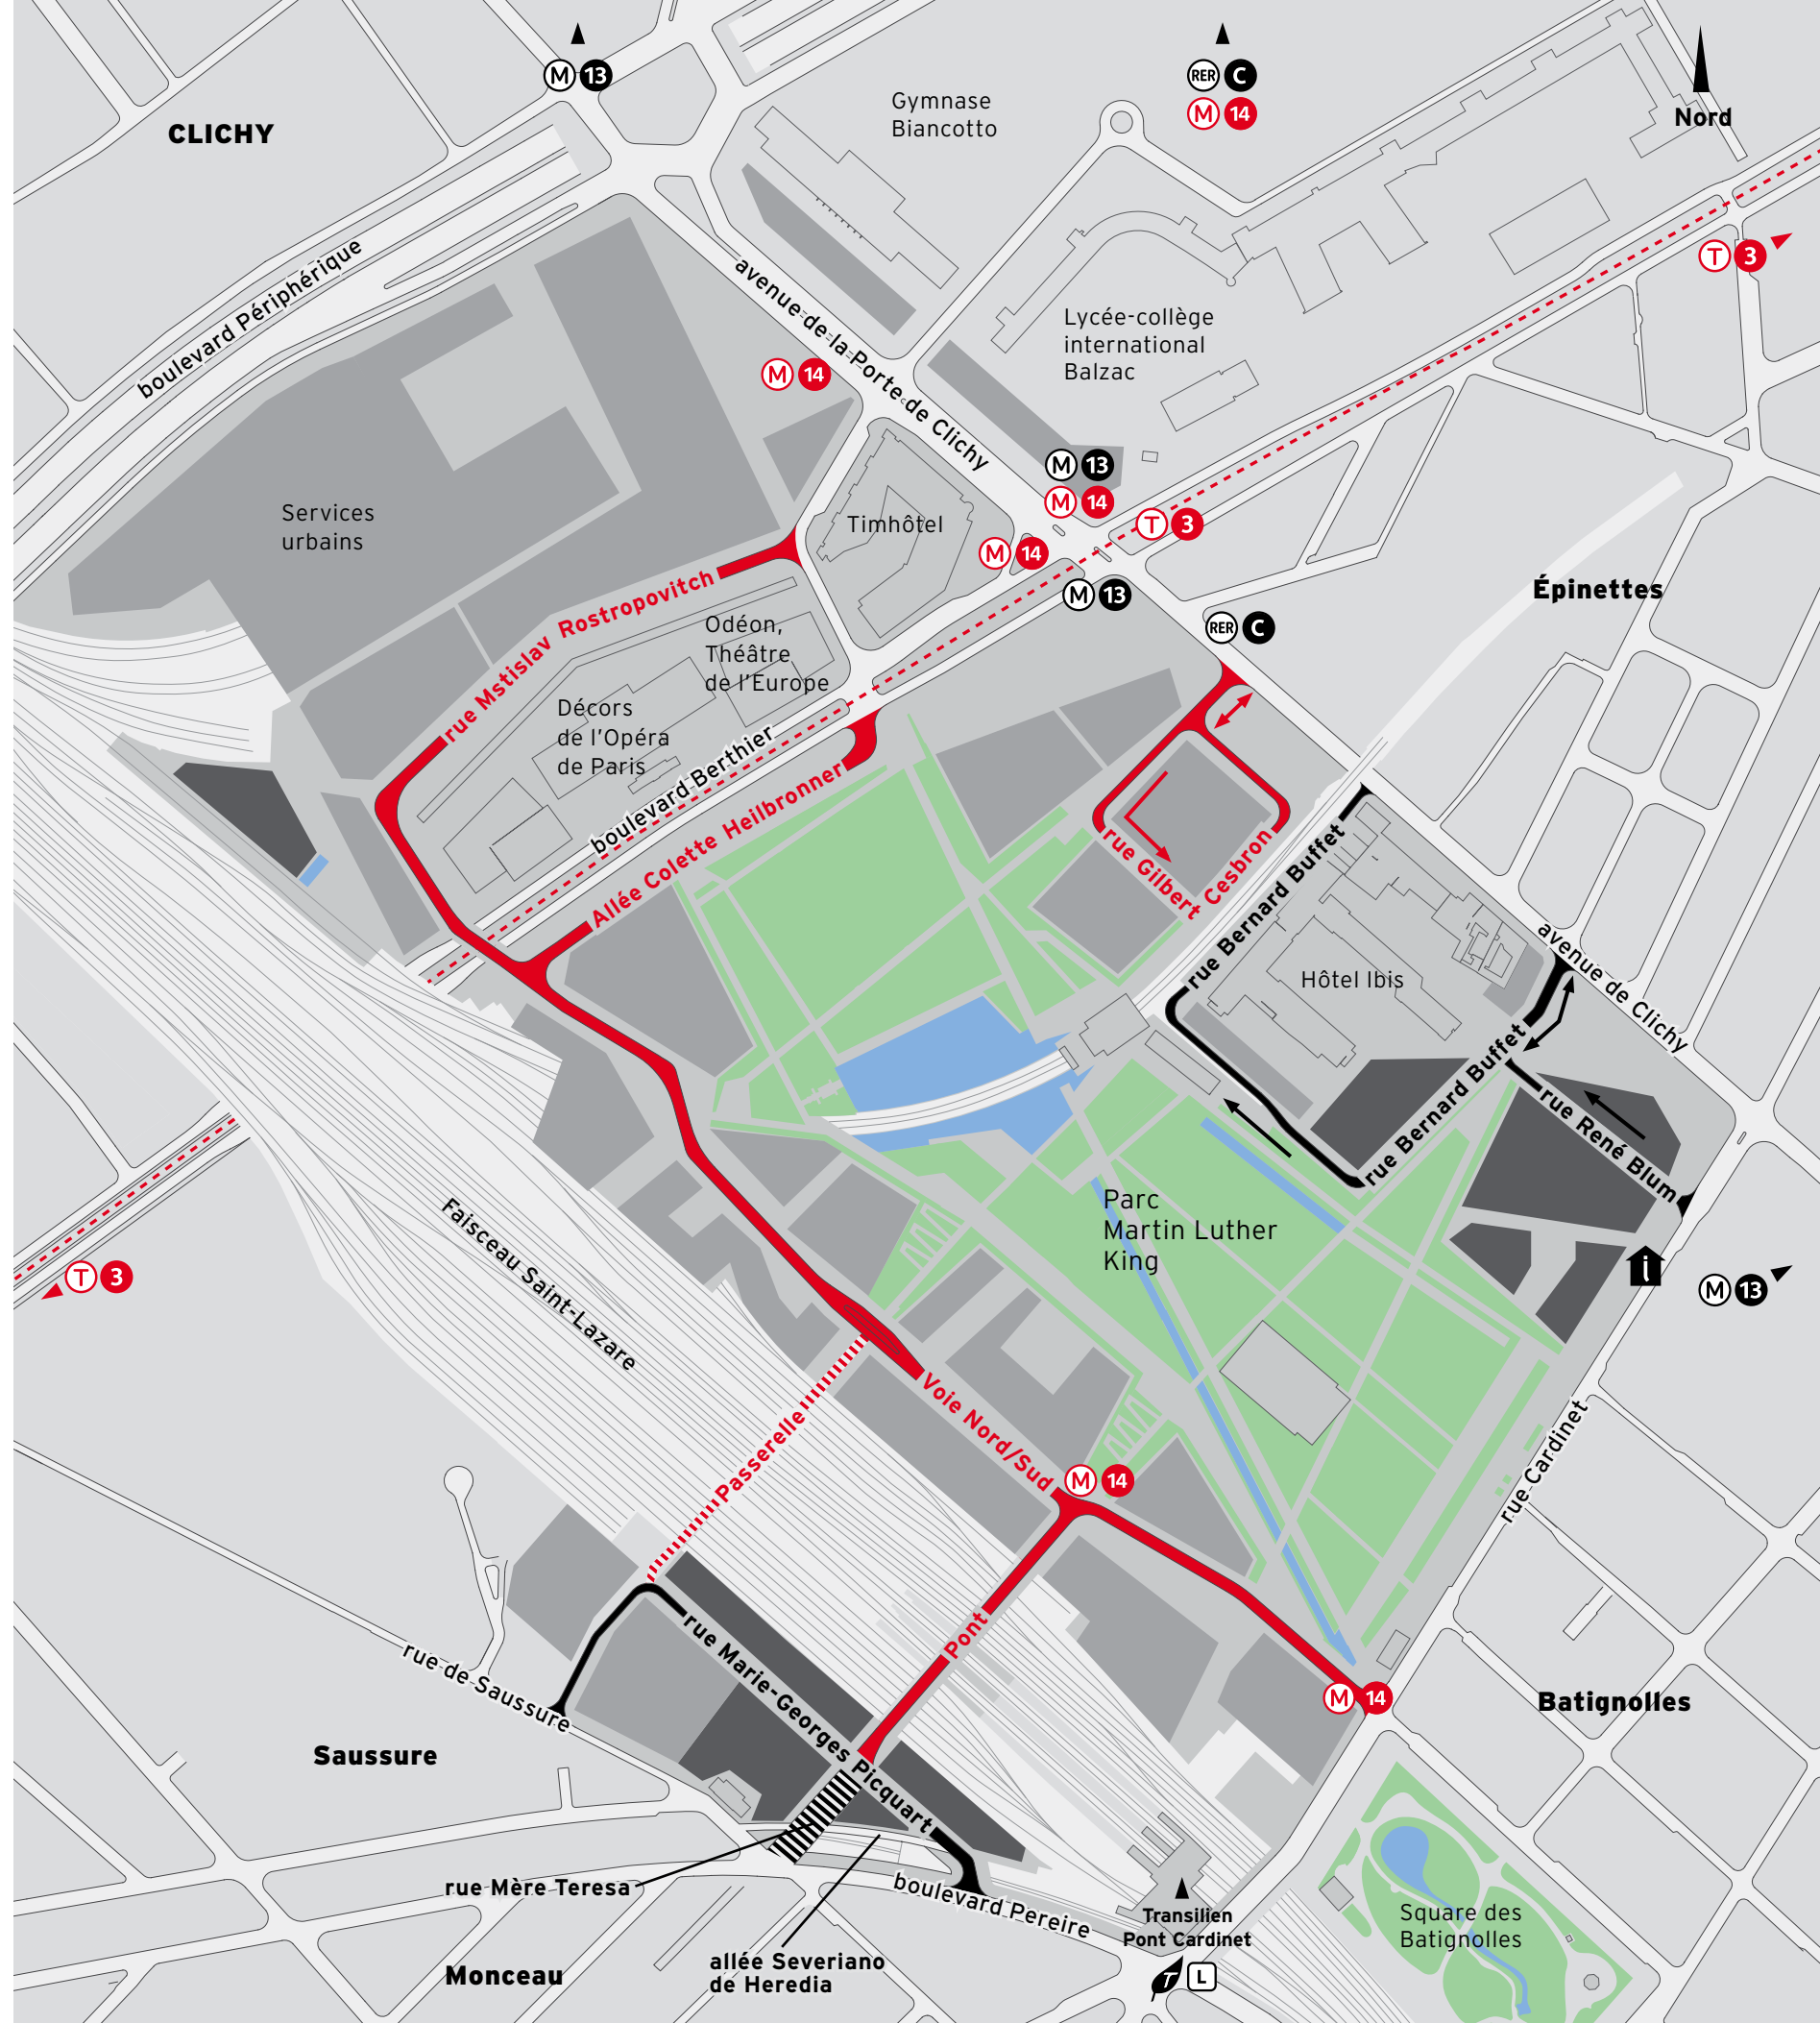 M 13
RER C
M 14
Nord
CLICHY
Gymnase
Biancotto
T 3
boulevard Périphérique
avenue de la Porte de Clichy
Lycée-collège
international
Balzac
M 14
M 13
M 14
T 3
M 14
M 13
RER C
Services
urbains
Timhôtel
Épinettes
rue Mstislav Rostropovitch
Odéon,
Théâtre
de l'Europe
Décors
de l'Opéra
de Paris
boulevard Berthier
Allée Colette Heilbronner
rue Gilbert
Cesbron
rue Bernard Buffet
Hôtel Ibis
avenue de Clichy
rue Bernard Buffet
rue René Blum
Parc
Martin Luther
King
T 3
Faisceau Saint-Lazare
i
M 13
Passerelle
Voie Nord/Sud
M 14
rue Cardinet
Pont
rue de Saussure
rue Marie-Georges Picquart
M 14
Batignolles
Saussure
rue Mère Teresa
boulevard Pereire
Transilien
Pont Cardinet
Square des
Batignolles
Monceau
allée Severiano
de Heredia
T L